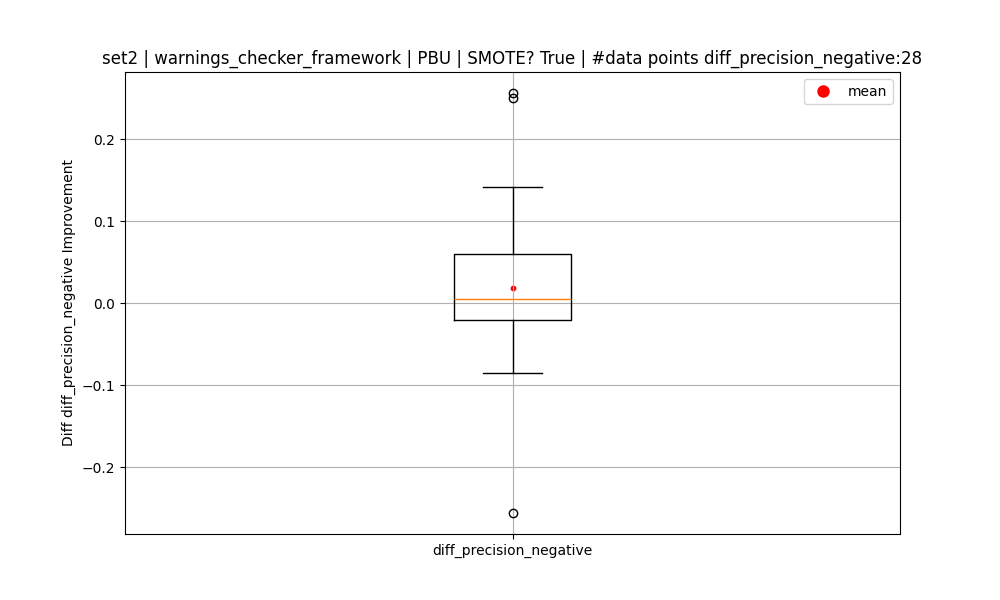 set2 | warnings_checker_framework | PBU | SMOTE? True | #data points diff_precision_negative:28
mean
0.2
0.1
0.0
−0.1
−0.2
Diff diff_precision_negative Improvement
diff_precision_negative